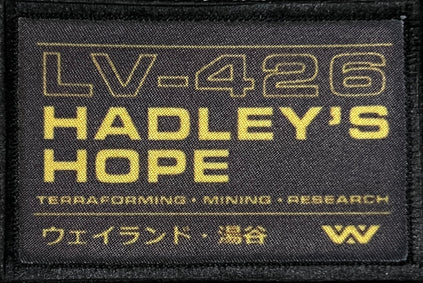 LV-426
HADLEY'S
HOPE
TERRAFORMING • MINING • RESEARCH
ウェイランド・湯谷